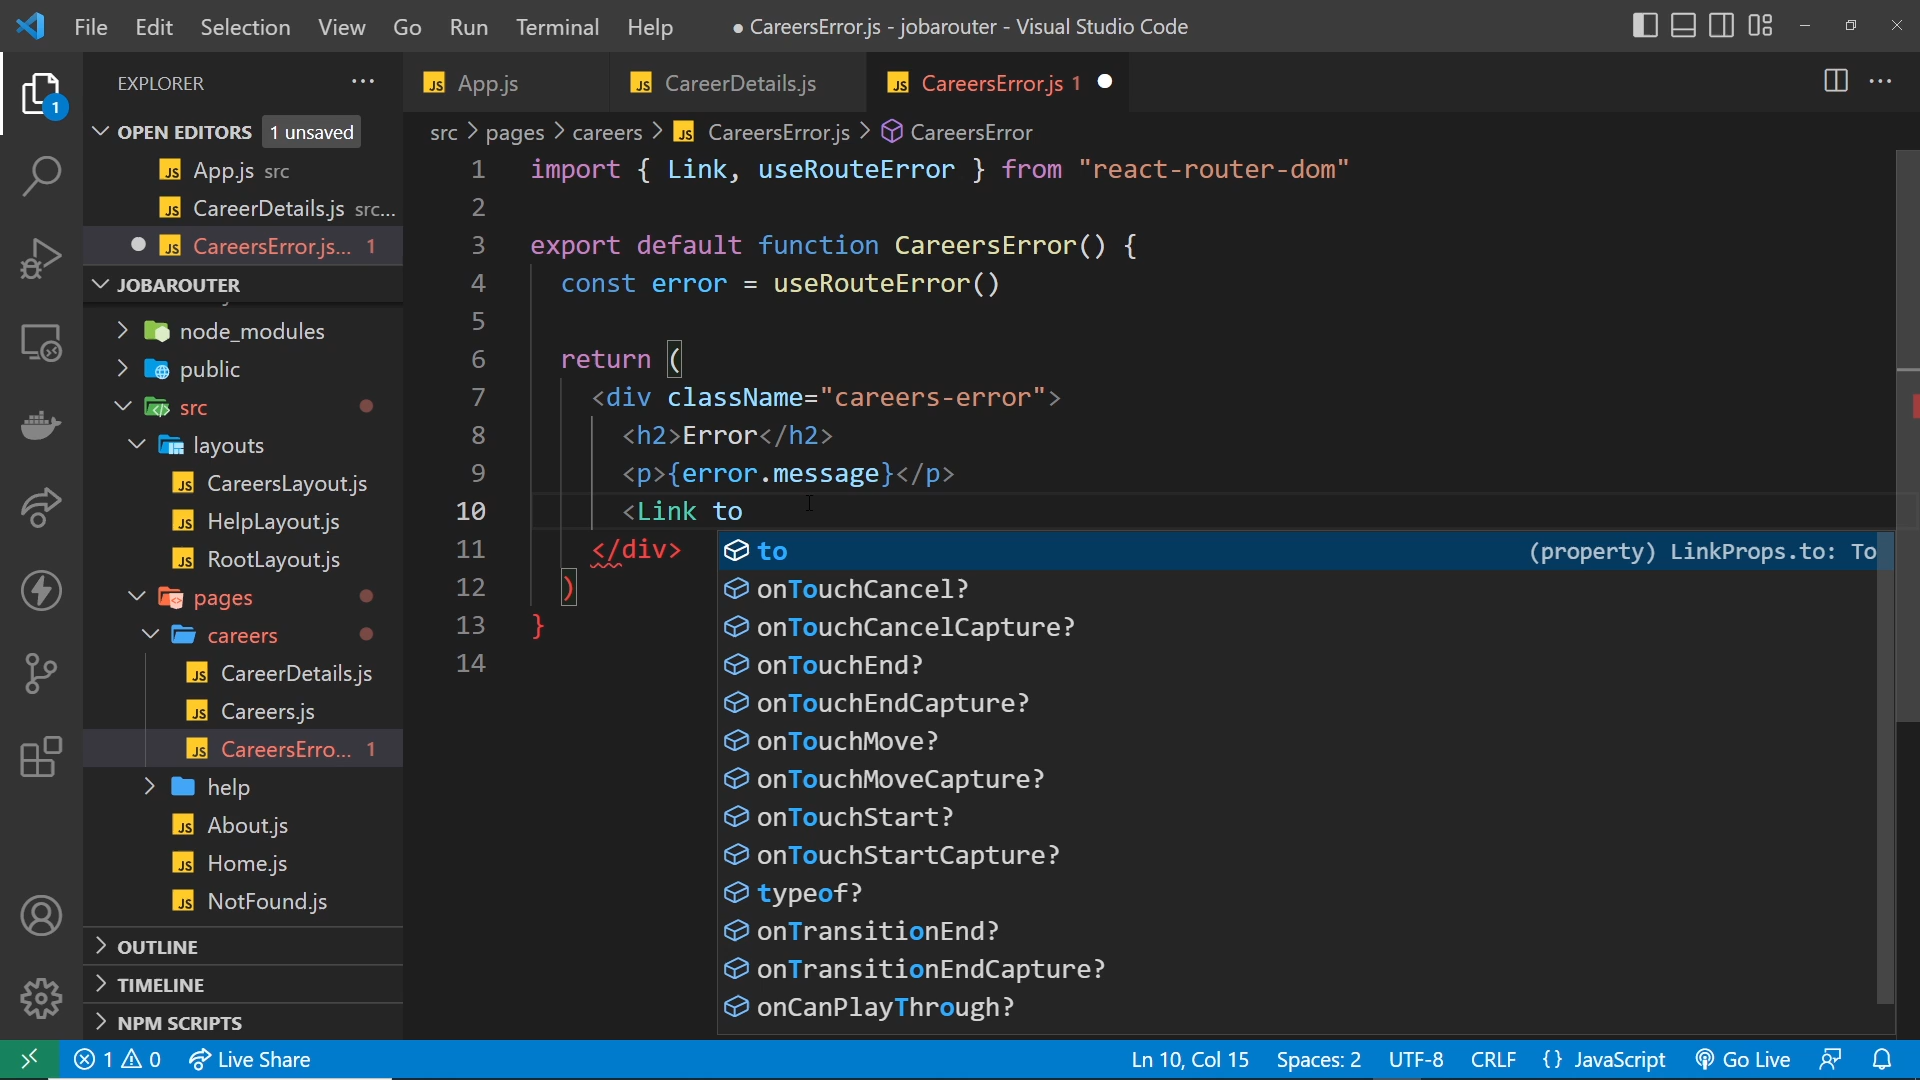 File Edit Selection View Go Run Terminal Help ● CareersError.js - jobarouter - Visual Studio Code
EXPLORER ...
JS App.js JS CareerDetails.js JS CareersError.js 1 ●
1
OPEN EDITORS 1 unsaved
src > pages > careers > JS CareersError.js > CareersError
JS App.js src
JS CareerDetails.js src...
● JS CareersError.js... 1
JOBAROUTER
node_modules
public
src
layouts
JS CareersLayout.js
JS HelpLayout.js
JS RootLayout.js
pages
careers
JS CareerDetails.js
JS Careers.js
JS CareersErro... 1
help
JS About.js
JS Home.js
JS NotFound.js
OUTLINE
TIMELINE
NPM SCRIPTS
1 import { Link, useRouteError } from "react-router-dom"
2
3 export default function CareersError() {
4 const error = useRouteError()
5
6 return (
7 <div className="careers-error">
8 <h2>Error</h2>
9 <p>{error.message}</p>
10 <Link to
11 </div>
12 )
13 }
14
to (property) LinkProps.to: To
onTouchCancel?
onTouchCancelCapture?
onTouchEnd?
onTouchEndCapture?
onTouchMove?
onTouchMoveCapture?
onTouchStart?
onTouchStartCapture?
typeof?
onTransitionEnd?
onTransitionEndCapture?
onCanPlayThrough?
1 0 Live Share Ln 10, Col 15 Spaces: 2 UTF-8 CRLF {} JavaScript Go Live